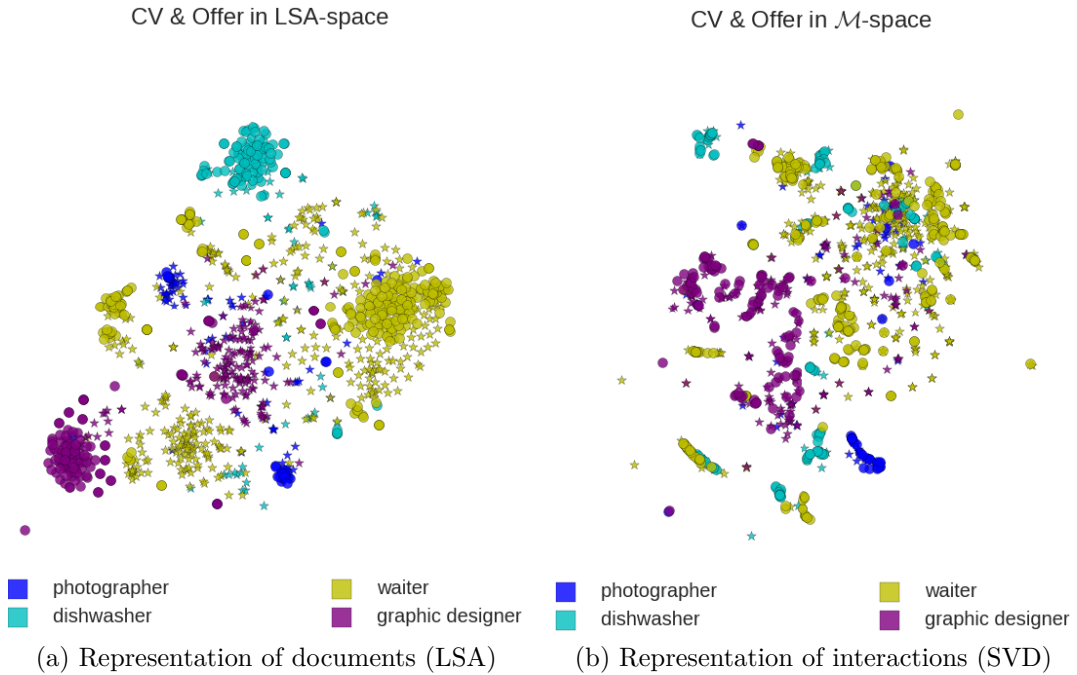 CV & Offer in LSA-space
CV & Offer in ℳ-space
photographer
waiter
dishwasher
graphic designer
photographer
waiter
dishwasher
graphic designer
(a) Representation of documents (LSA)
(b) Representation of interactions (SVD)